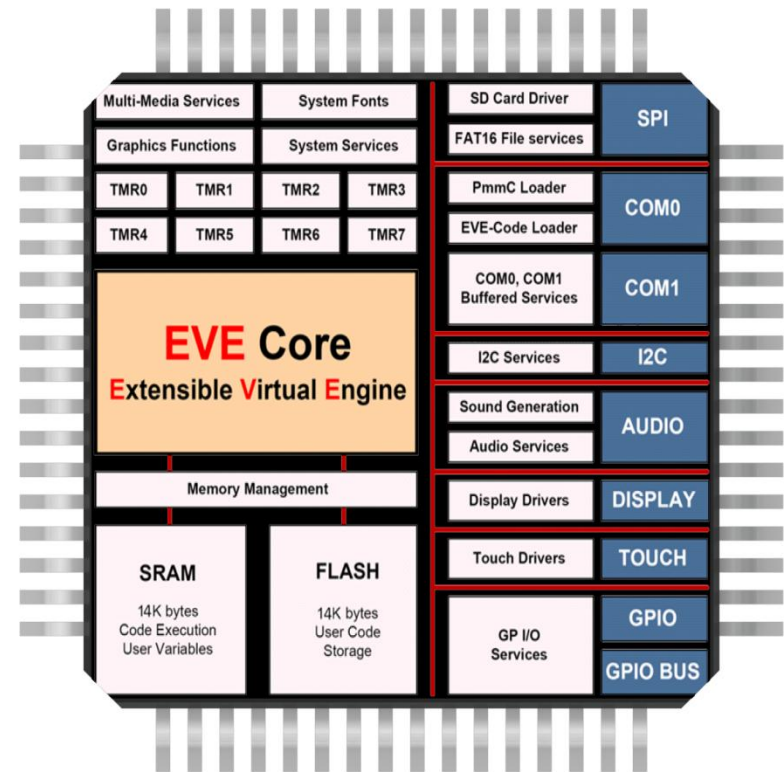 Multi-Media Services
System Fonts
Graphics Functions
System Services
TMR0
TMR1
TMR2
TMR3
TMR4
TMR5
TMR6
TMR7
EVE Core
Extensible Virtual Engine
Memory Management
SRAM
14K bytes
Code Execution
User Variables
FLASH
14K bytes
User Code
Storage
SD Card Driver
FAT16 File services
SPI
PmmC Loader
EVE-Code Loader
COM0
COM0, COM1
Buffered Services
COM1
I2C Services
I2C
Sound Generation
Audio Services
AUDIO
Display Drivers
DISPLAY
Touch Drivers
TOUCH
GP I/O
Services
GPIO
GPIO BUS